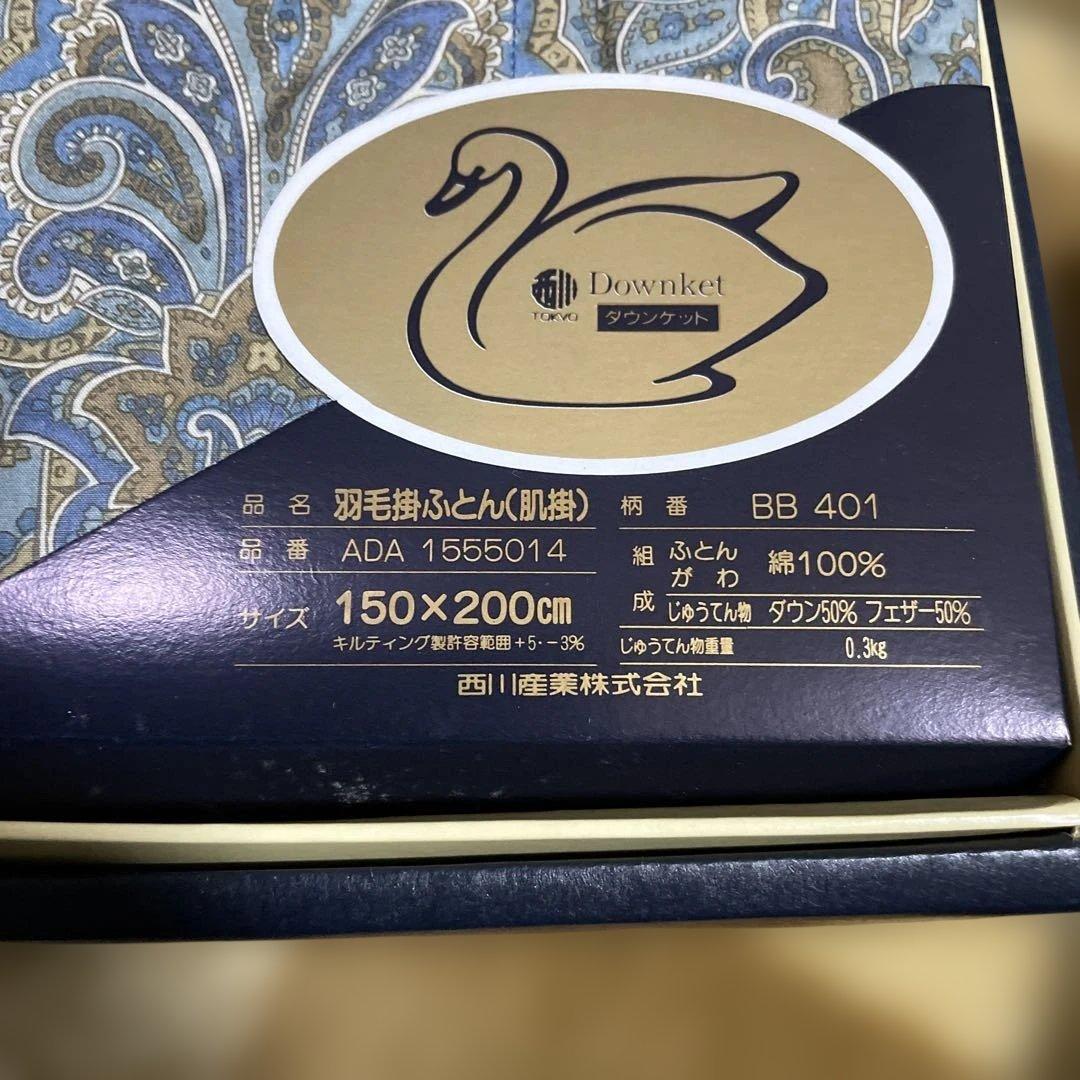 西川 Downket
TOKYO ダウンケット
品名 羽毛掛ふとん(肌掛)
品番 ADA 1555014
サイズ 150×200cm
キルティング製許容範囲+5・-3%
柄番 BB 401
組成 ふとんがわ 綿100%
じゅうてん物 ダウン50% フェザー50%
じゅうてん物重量 0.3kg
西川産業株式会社